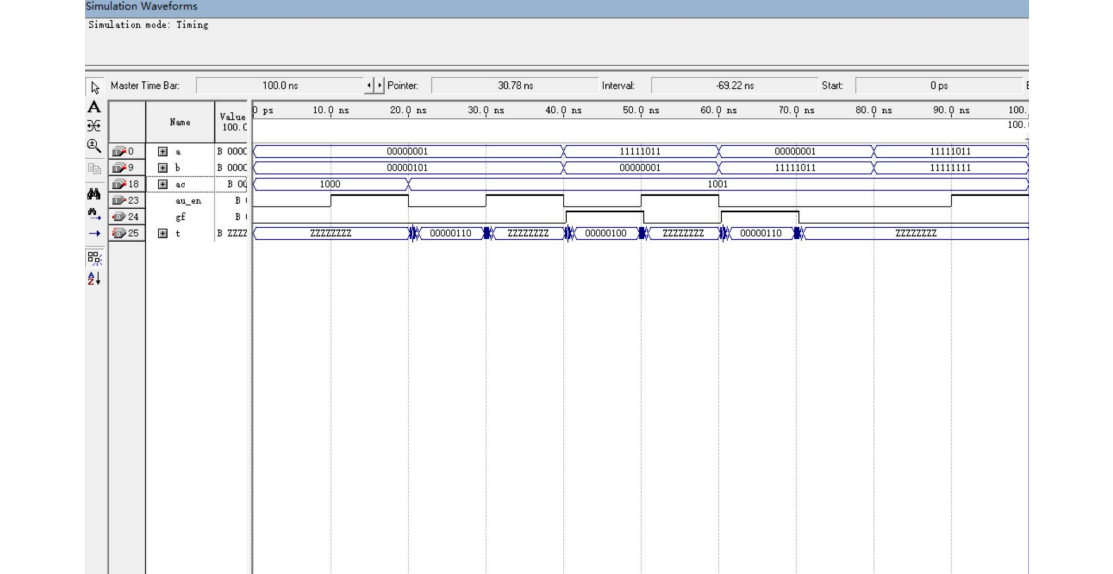 Simulation Waveforms
Simulation mode: Timing
Master Time Bar: 100.0 ns Pointer: 30.78 ns Interval: -69.22 ns Start: 0 ps
Name Value 100.0 0 ps 10.0 ns 20.0 ns 30.0 ns 40.0 ns 50.0 ns 60.0 ns 70.0 ns 80.0 ns 90.0 ns 100.
100.
0 a B 0000 00000001 11111011 00000001 11111011
9 b B 0000 00000101 00000001 11111011 11111111
18 ac B 00 1000 1001
23 au_en B
24 gf B
25 t B ZZZZ ZZZZZZZZ 00000110 ZZZZZZZZ 00000100 ZZZZZZZZ 00000110 ZZZZZZZZ